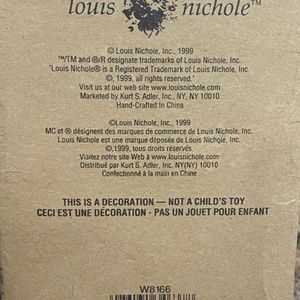 louis nichole™
© Louis Nichole, Inc., 1999
™/TM and ®/R designate trademarks of Louis Nichole, Inc.
'Louis Nichole® is a Registered Trademark of Louis Nichole, Inc.
©, 1999, all rights reserved.'
Visit us at our web site www.louisnichole.com
Marketed by Kurt S. Adler, Inc. NY, NY 10010
Hand-Crafted In China
©Louis Nichole, Inc., 1999
MC et ® désignent des marques de commerce de Louis Nichole, Inc.
Louis Nichole est une marque déposée de Louis Nichole, Inc.
©,1999, tous droits réservés.
Visitez notre site Web à www.louisnichole.com
Distribué par Kurt S. Adler, Inc. NY(NY) 10010
Confectionné à la main en Chine
THIS IS A DECORATION — NOT A CHILD'S TOY
CECI EST UNE DÉCORATION - PAS UN JOUET POUR ENFANT
W8166